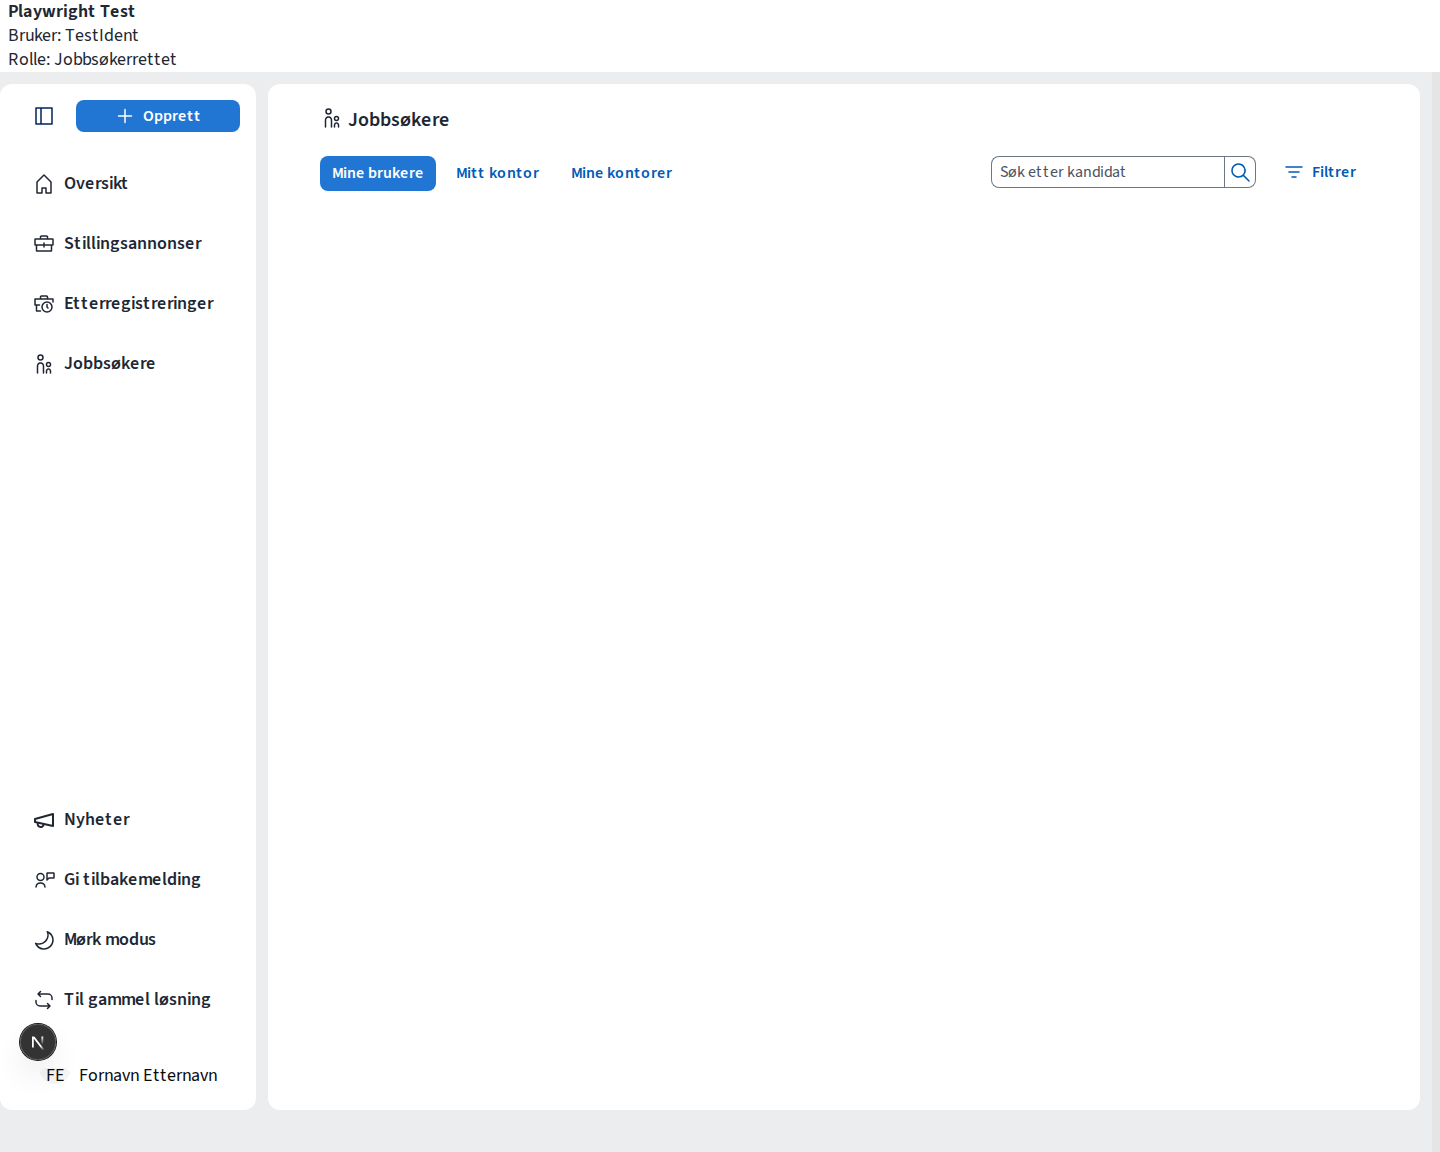 Playwright Test
Bruker: TestIdent
Rolle: Jobbsøkerrettet
Opprett
Oversikt
Stillingsannonser
Etterregistreringer
Jobbsøkere
Nyheter
Gi tilbakemelding
Mørk modus
Til gammel løsning
N
FE Fornavn Etternavn
Jobbsøkere
Mine brukere Mitt kontor Mine kontorer
Søk etter kandidat
Filtrer